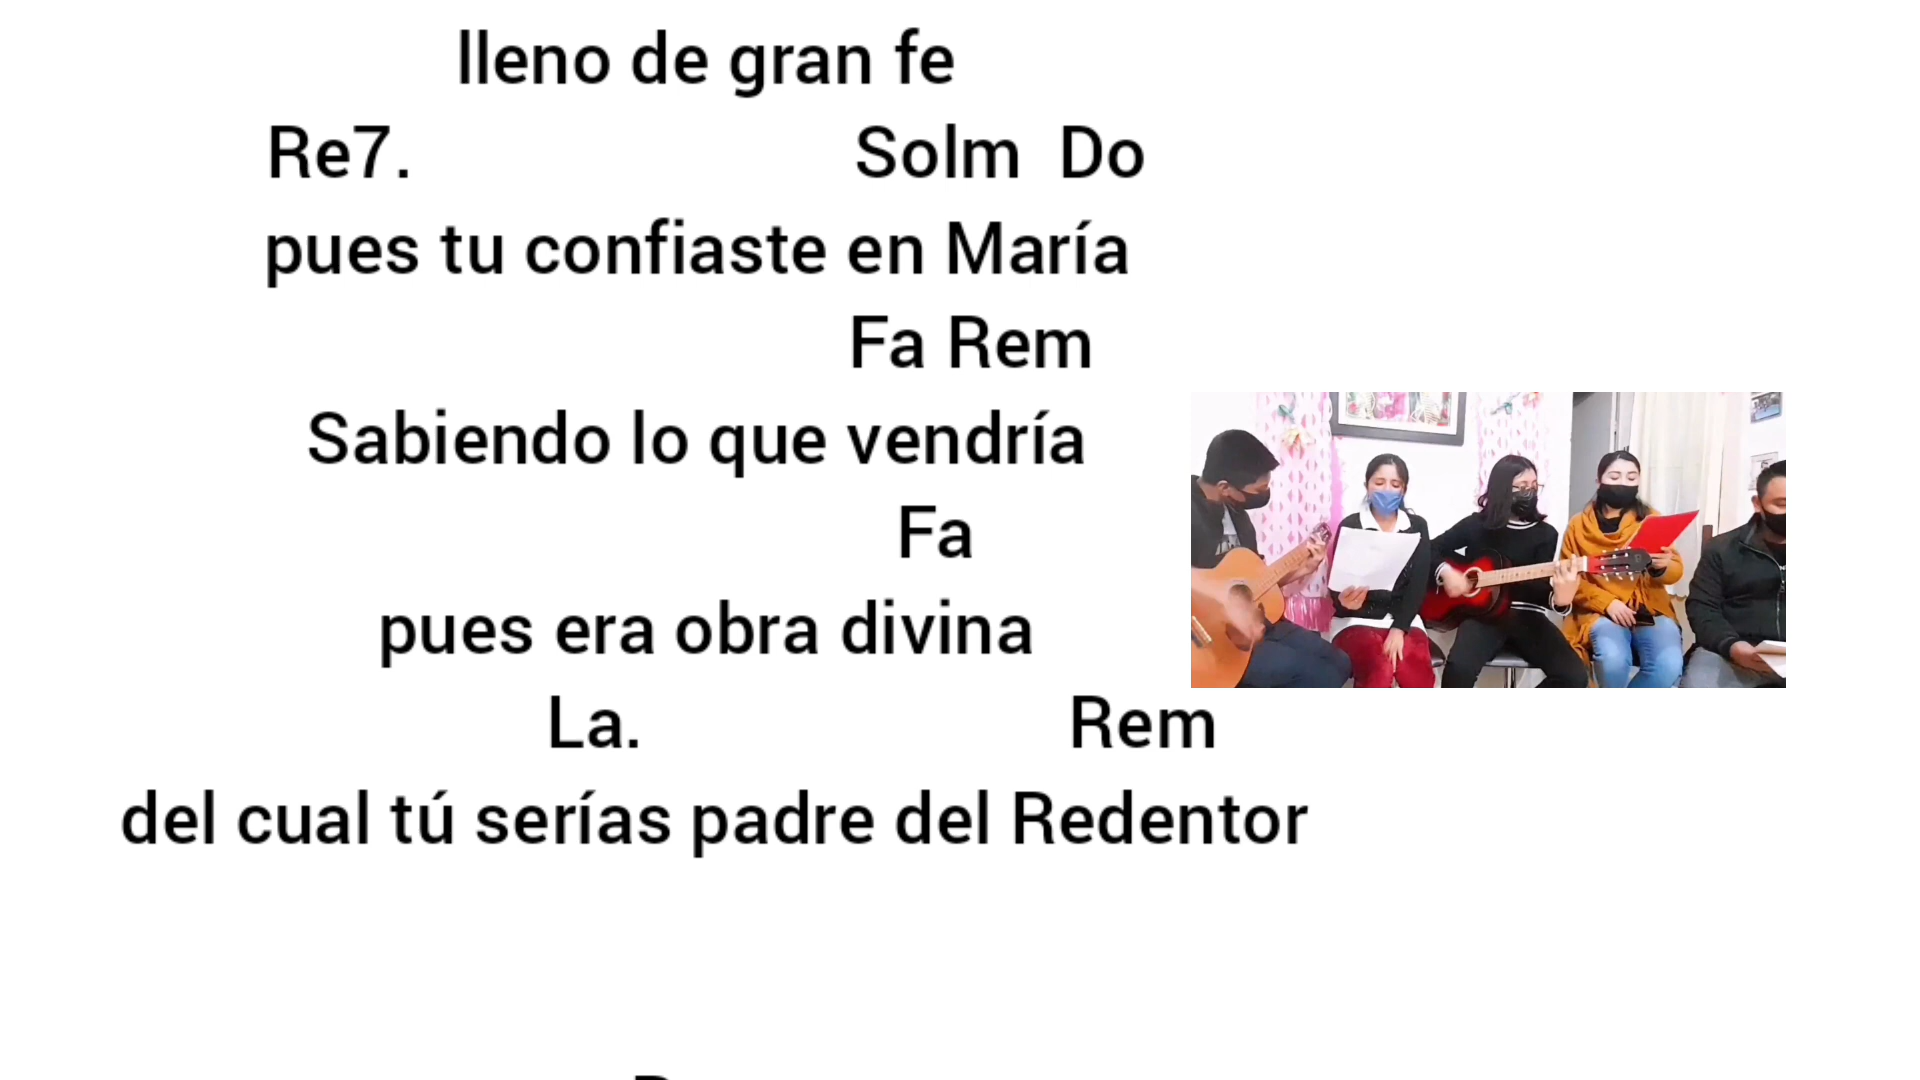 lleno de gran fe
Re7. Solm Do
pues tu confiaste en María
Fa Rem
Sabiendo lo que vendría
Fa
pues era obra divina
La. Rem
del cual tú serías padre del Redentor